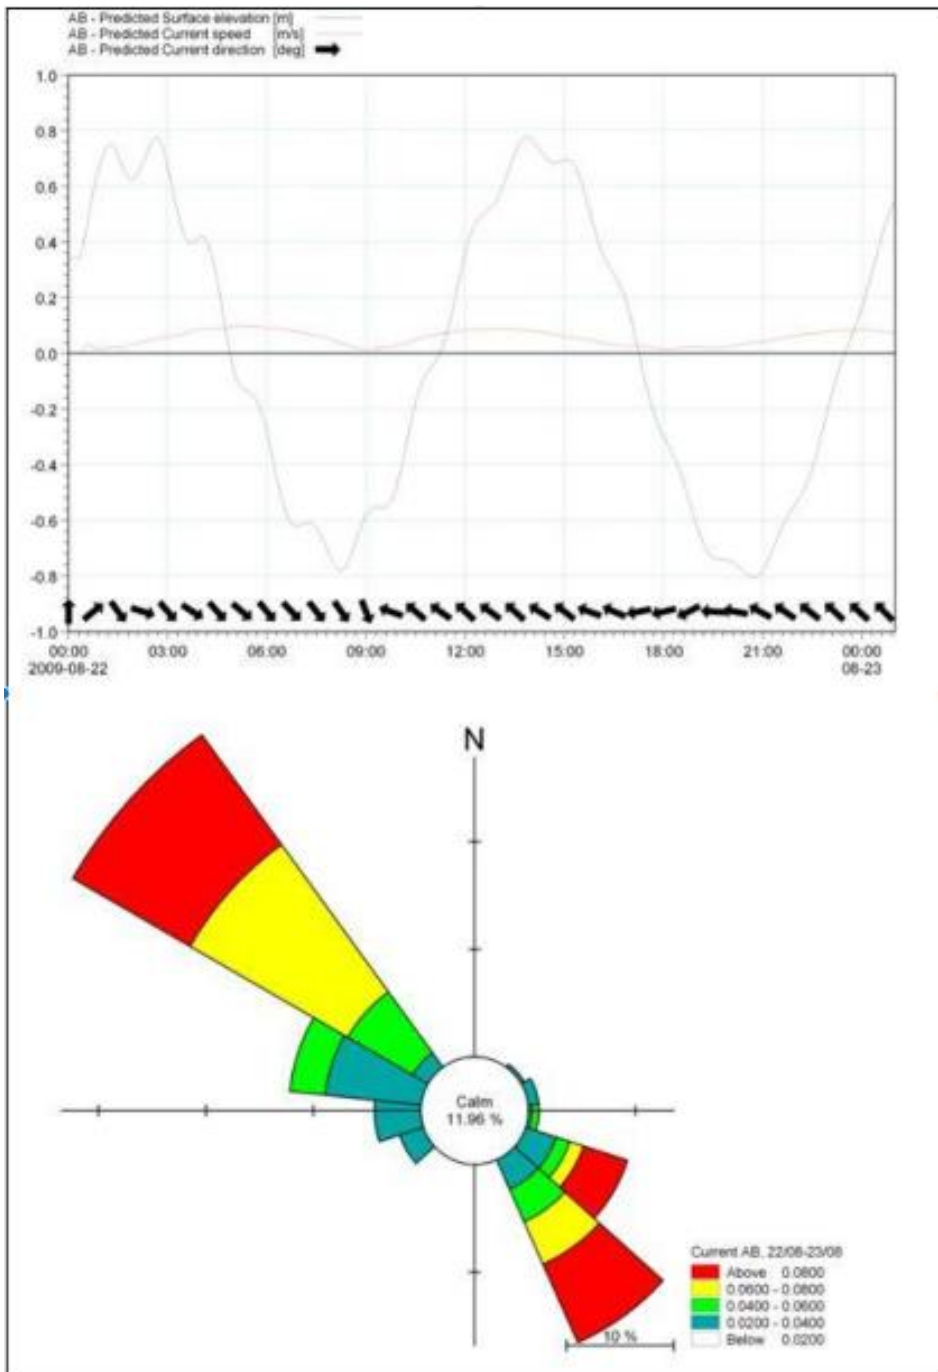 AB - Predicted Surface elevation [m]
AB - Predicted Current speed [m/s]
AB - Predicted Current direction [deg]
1.0
0.8
0.6
0.4
0.2
0.0
-0.2
-0.4
-0.6
-0.8
-1.0
00:00 03:00 06:00 09:00 12:00 15:00 18:00 21:00 00:00
2009-08-22 08-23
N
Calm
11.96 %
Current AB, 22/08-23/08
Above 0.0800
0.0600 - 0.0800
0.0400 - 0.0600
0.0200 - 0.0400
Below 0.0200
10 %